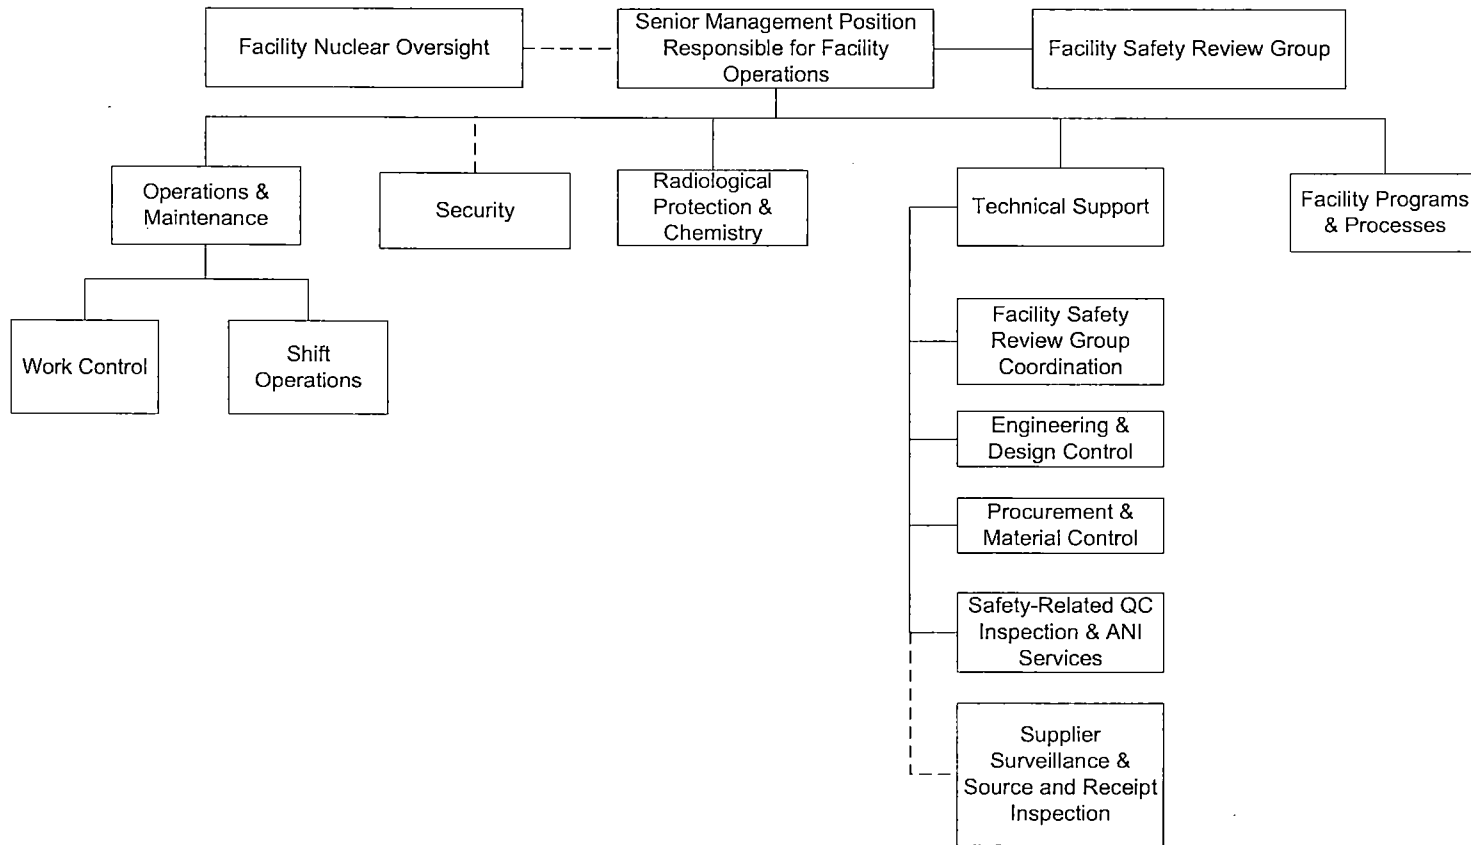 Facility Nuclear Oversight
Senior Management Position
Responsible for Facility
Operations
Facility Safety Review Group
Operations &
Maintenance
Security
Radiological
Protection &
Chemistry
Technical Support
Facility Programs
& Processes
Work Control
Shift
Operations
Facility Safety
Review Group
Coordination
Engineering &
Design Control
Procurement &
Material Control
Safety-Related QC
Inspection & ANI
Services
Supplier
Surveillance &
Source and Receipt
Inspection